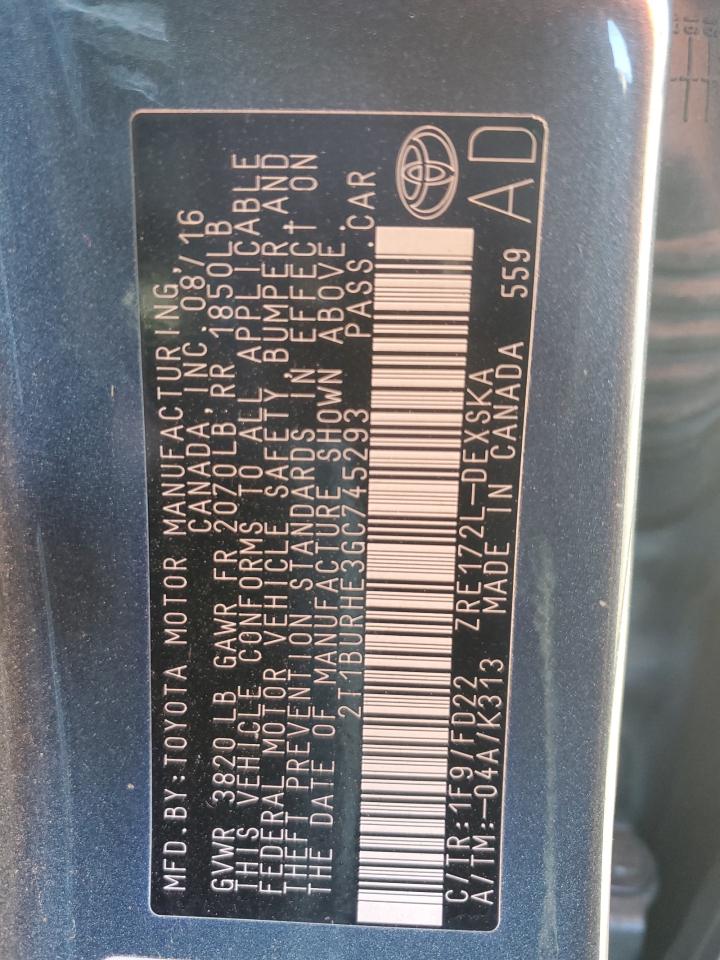 MFD.BY:TOYOTA MOTOR MANUFACTURING,
CANADA, INC. 08/16
GVWR 3820 LB GAWR FR 2070LB, RR 1850LB
THIS VEHICLE CONFORMS TO ALL APPLICABLE
FEDERAL MOTOR VEHICLE SAFETY, BUMPER, AND
THEFT PREVENTION STANDARDS IN EFFECT ON
THE DATE OF MANUFACTURE SHOWN ABOVE.
2T1BURHE3GC745293 PASS.CAR
C/TR:1F9/FD22 ZRE172L-DEXSKA
A/TM:-04A/K313 MADE IN CANADA 559
AD